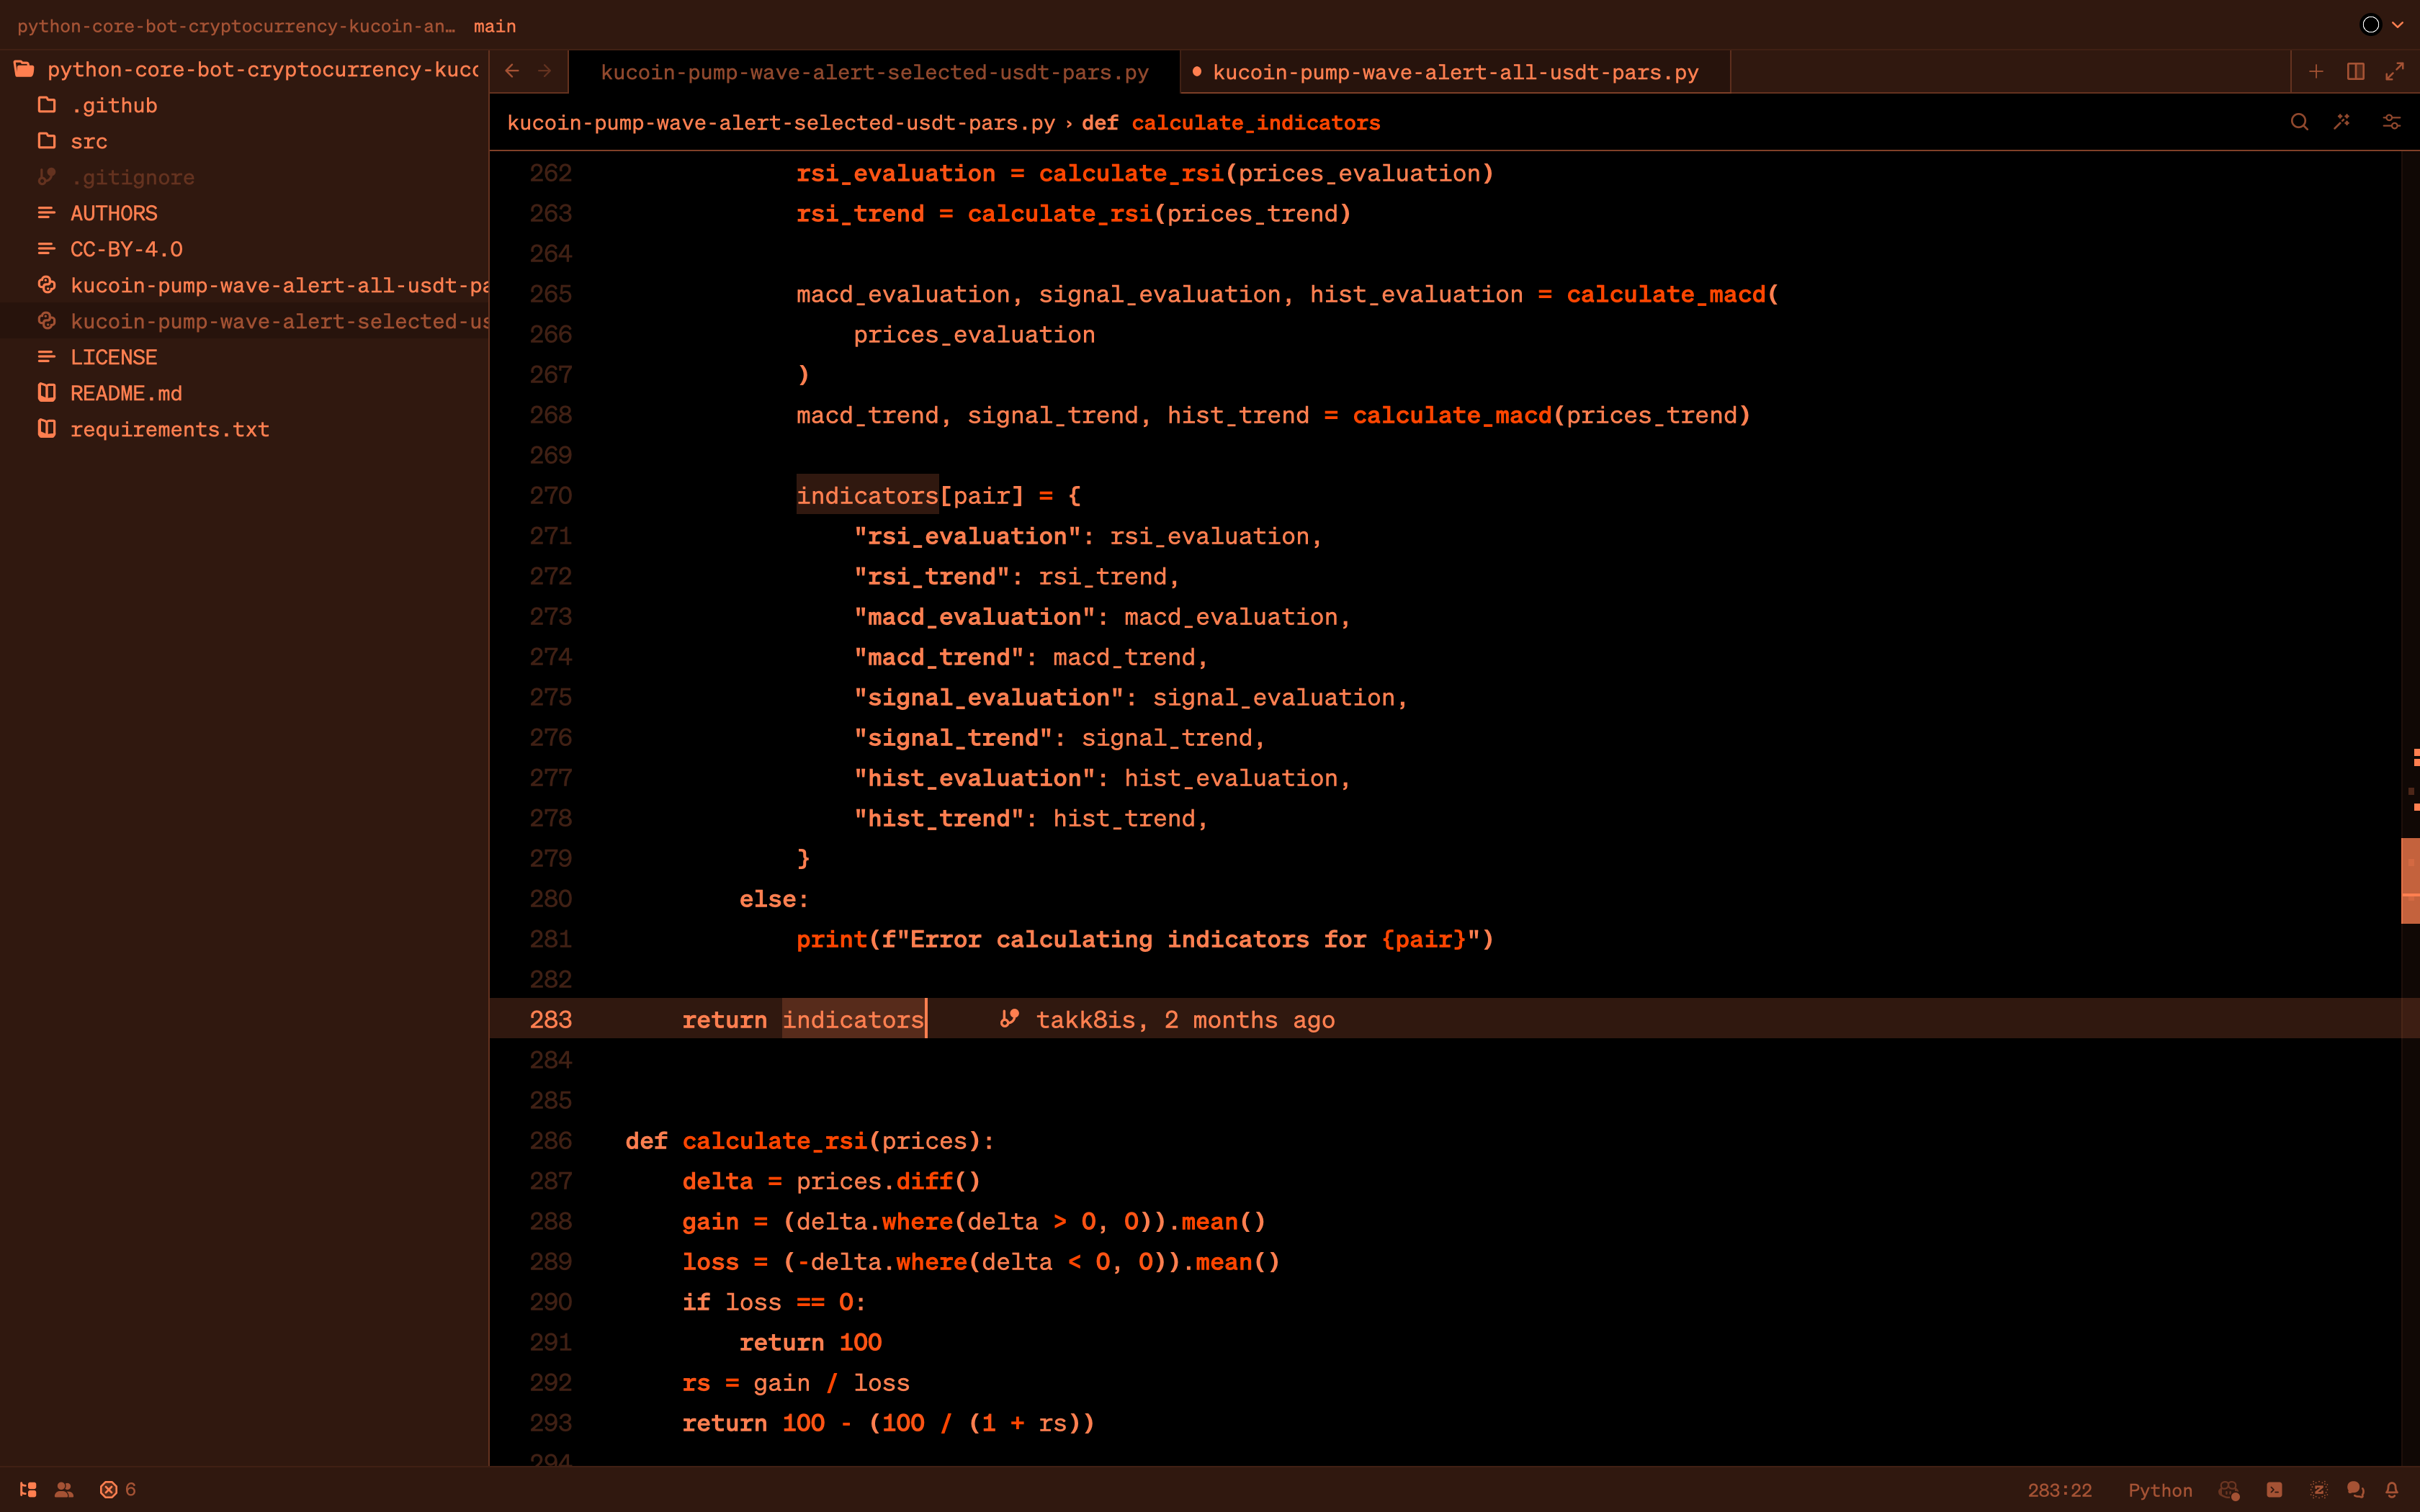 python-core-bot-cryptocurrency-kucoin-an… main
python-core-bot-cryptocurrency-kucc
.github
src
.gitignore
AUTHORS
CC-BY-4.0
kucoin-pump-wave-alert-all-usdt-pa
kucoin-pump-wave-alert-selected-us
LICENSE
README.md
requirements.txt
kucoin-pump-wave-alert-selected-usdt-pars.py
kucoin-pump-wave-alert-all-usdt-pars.py
kucoin-pump-wave-alert-selected-usdt-pars.py › def calculate_indicators
262 rsi_evaluation = calculate_rsi(prices_evaluation)
263 rsi_trend = calculate_rsi(prices_trend)
264
265 macd_evaluation, signal_evaluation, hist_evaluation = calculate_macd(
266 prices_evaluation
267 )
268 macd_trend, signal_trend, hist_trend = calculate_macd(prices_trend)
269
270 indicators[pair] = {
271 "rsi_evaluation": rsi_evaluation,
272 "rsi_trend": rsi_trend,
273 "macd_evaluation": macd_evaluation,
274 "macd_trend": macd_trend,
275 "signal_evaluation": signal_evaluation,
276 "signal_trend": signal_trend,
277 "hist_evaluation": hist_evaluation,
278 "hist_trend": hist_trend,
279 }
280 else:
281 print(f"Error calculating indicators for {pair}")
282
283 return indicators takk8is, 2 months ago
284
285
286 def calculate_rsi(prices):
287 delta = prices.diff()
288 gain = (delta.where(delta > 0, 0)).mean()
289 loss = (-delta.where(delta < 0, 0)).mean()
290 if loss == 0:
291 return 100
292 rs = gain / loss
293 return 100 - (100 / (1 + rs))
294
6
283:22 Python